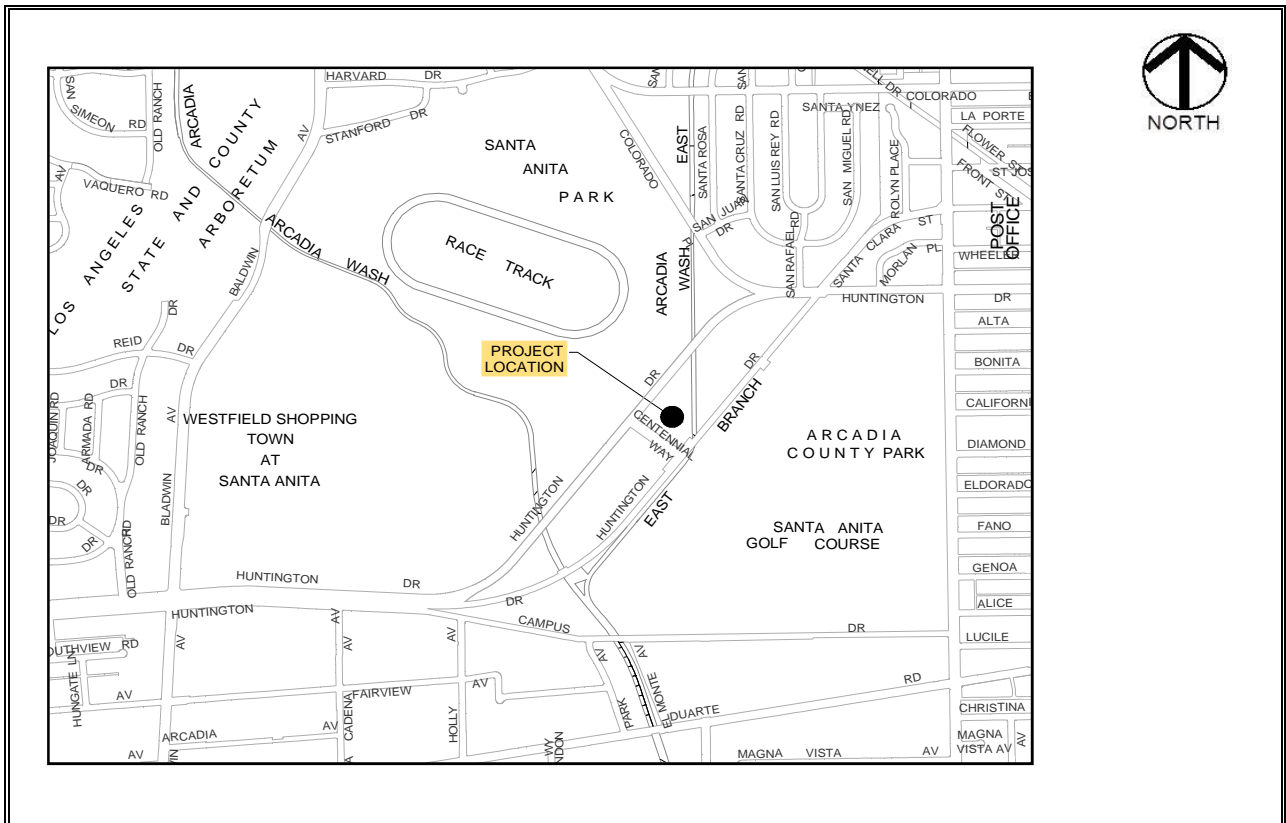 NORTH
HARVARD DR
SAN
SIMEON RD
OLD RANCH
ARCADIA
STANFORD DR
AV
COLORADO
EAST
SANTA ROSA
SANTA CRUZ RD
SAN LUIS REY RD
SAN MIGUEL RD
SANTA YNEZ
ROLYN PLACE
COLORADO
LA PORTE
FLOWER ST
FRONT ST
POST
OFFICE
WHEELER
VAQUERO RD
AV
LOS ANGELES
STATE AND COUNTY
ARBORETUM
SANTA
ANITA
PARK
RACE TRACK
ARCADIA WASH
BALDWIN
ARCADIA
WASH
SAN JUAN
DR
SAN RAFAEL
RD
SANTA CLARA ST
MORLAN PL
HUNTINGTON DR
ALTA
BONITA
DIAMOND
ELDORADO
FANO
GENOA
ALICE
LUCILE
CHRISTINA
MAGNA
VISTA AV
AV
REID DR
DR
DR
JOAQUIN RD
ARMADA RD
OLD RANCH
DR
DR
DR
DR
OLD RANCH
RD
AV
BLADWIN
WESTFIELD SHOPPING
TOWN
AT
SANTA ANITA
PROJECT
LOCATION
DR
CENTENNIAL
WAY
DR
HUNTINGTON
HUNTINGTON
EAST BRANCH
ARCADIA
COUNTY PARK
SANTA ANITA
GOLF COURSE
HUNTINGTON DR
HUNTINGTON
DR
CAMPUS DR
RD
HUNGATE LN
AV
AV
AV
AV
AV
FAIRVIEW AV
CADENA
HOLLY
ARCADIA AV
AV
AV
AV
PARK
EL MONTE
DUARTE RD
MAGNA VISTA AV